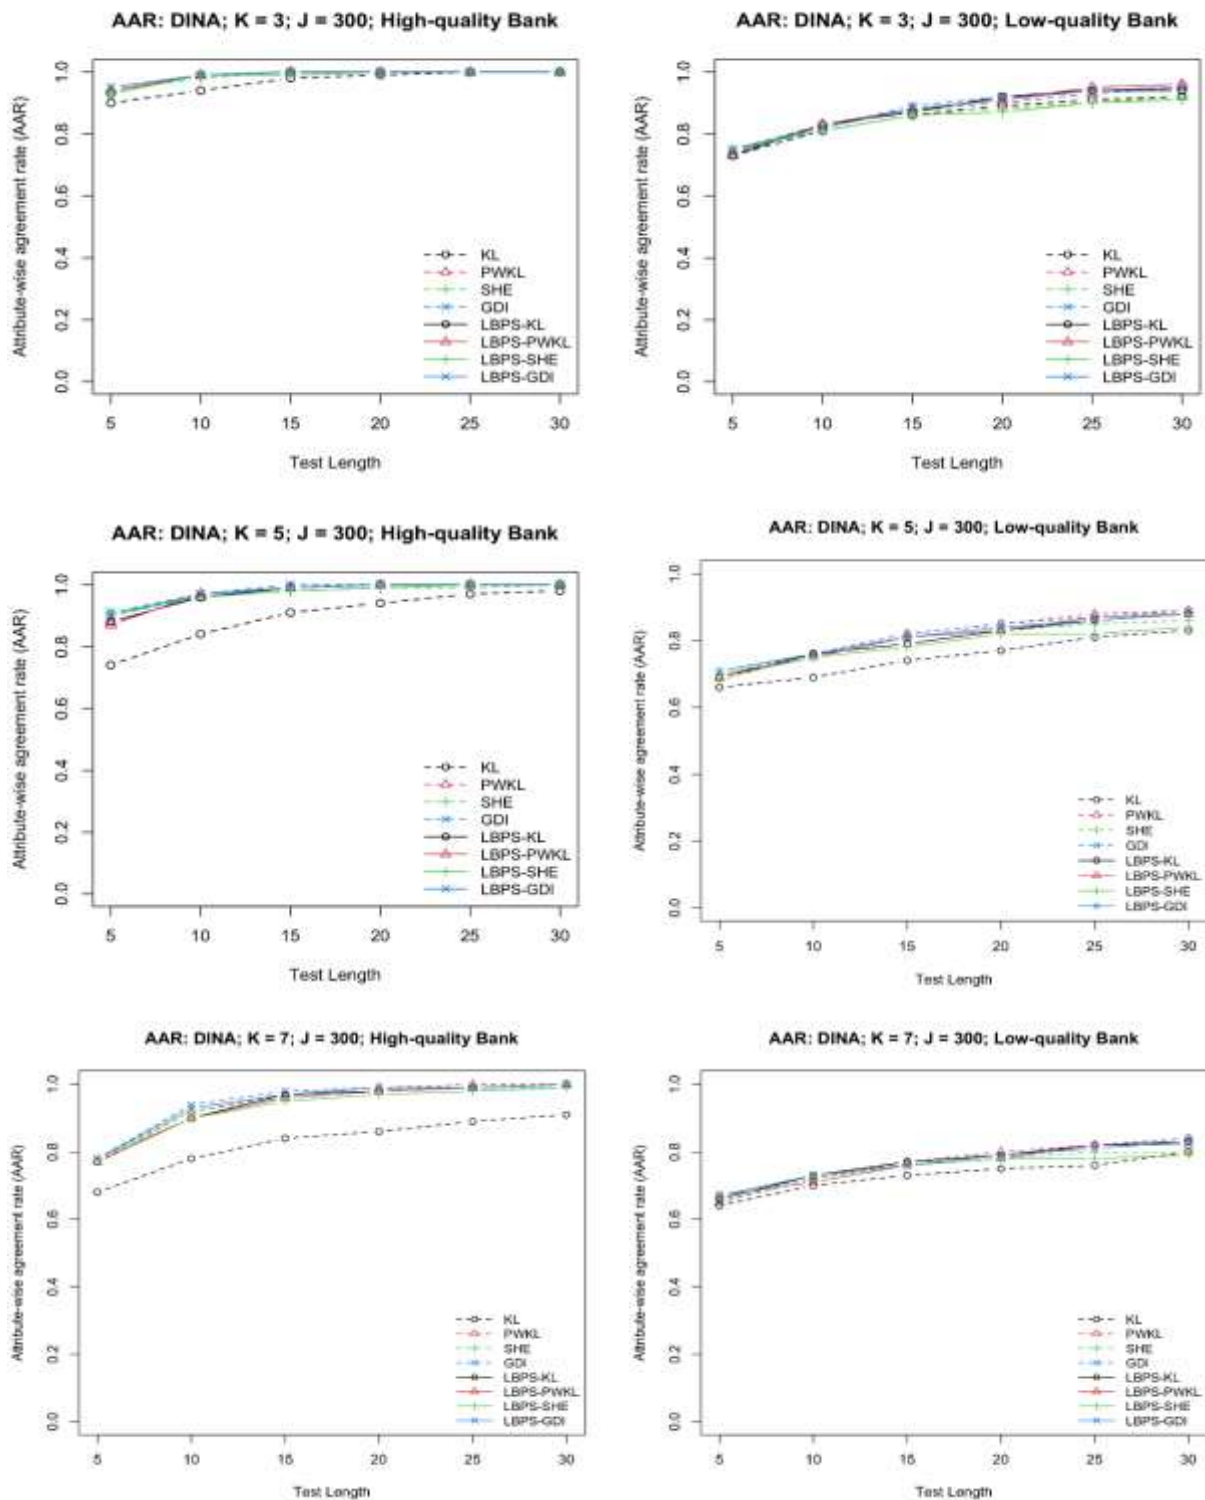 AAR: DINA; K = 3; J = 300; High-quality Bank
Attribute-wise agreement rate (AAR)
1.0
0.8
0.6
0.4
0.2
0.0
KL
PWKL
SHE
GDI
LBPS-KL
LBPS-PWKL
LBPS-SHE
LBPS-GDI
5 10 15 20 25 30
Test Length
AAR: DINA; K = 3; J = 300; Low-quality Bank
Attribute-wise agreement rate (AAR)
1.0
0.8
0.6
0.4
0.2
0.0
KL
PWKL
SHE
GDI
LBPS-KL
LBPS-PWKL
LBPS-SHE
LBPS-GDI
5 10 15 20 25 30
Test Length
AAR: DINA; K = 5; J = 300; High-quality Bank
Attribute-wise agreement rate (AAR)
1.0
0.8
0.6
0.4
0.2
0.0
KL
PWKL
SHE
GDI
LBPS-KL
LBPS-PWKL
LBPS-SHE
LBPS-GDI
5 10 15 20 25 30
Test Length
AAR: DINA; K = 5; J = 300; Low-quality Bank
Attribute-wise agreement rate (AAR)
1.0
0.8
0.6
0.4
0.2
0.0
KL
PWKL
SHE
GDI
LBPS-KL
LBPS-PWKL
LBPS-SHE
LBPS-GDI
5 10 15 20 25 30
Test Length
AAR: DINA; K = 7; J = 300; High-quality Bank
Attribute-wise agreement rate (AAR)
1.0
0.8
0.6
0.4
0.2
0.0
KL
PWKL
SHE
GDI
LBPS-KL
LBPS-PWKL
LBPS-SHE
LBPS-GDI
5 10 15 20 25 30
Test Length
AAR: DINA; K = 7; J = 300; Low-quality Bank
Attribute-wise agreement rate (AAR)
1.0
0.8
0.6
0.4
0.2
0.0
KL
PWKL
SHE
GDI
LBPS-KL
LBPS-PWKL
LBPS-SHE
LBPS-GDI
5 10 15 20 25 30
Test Length